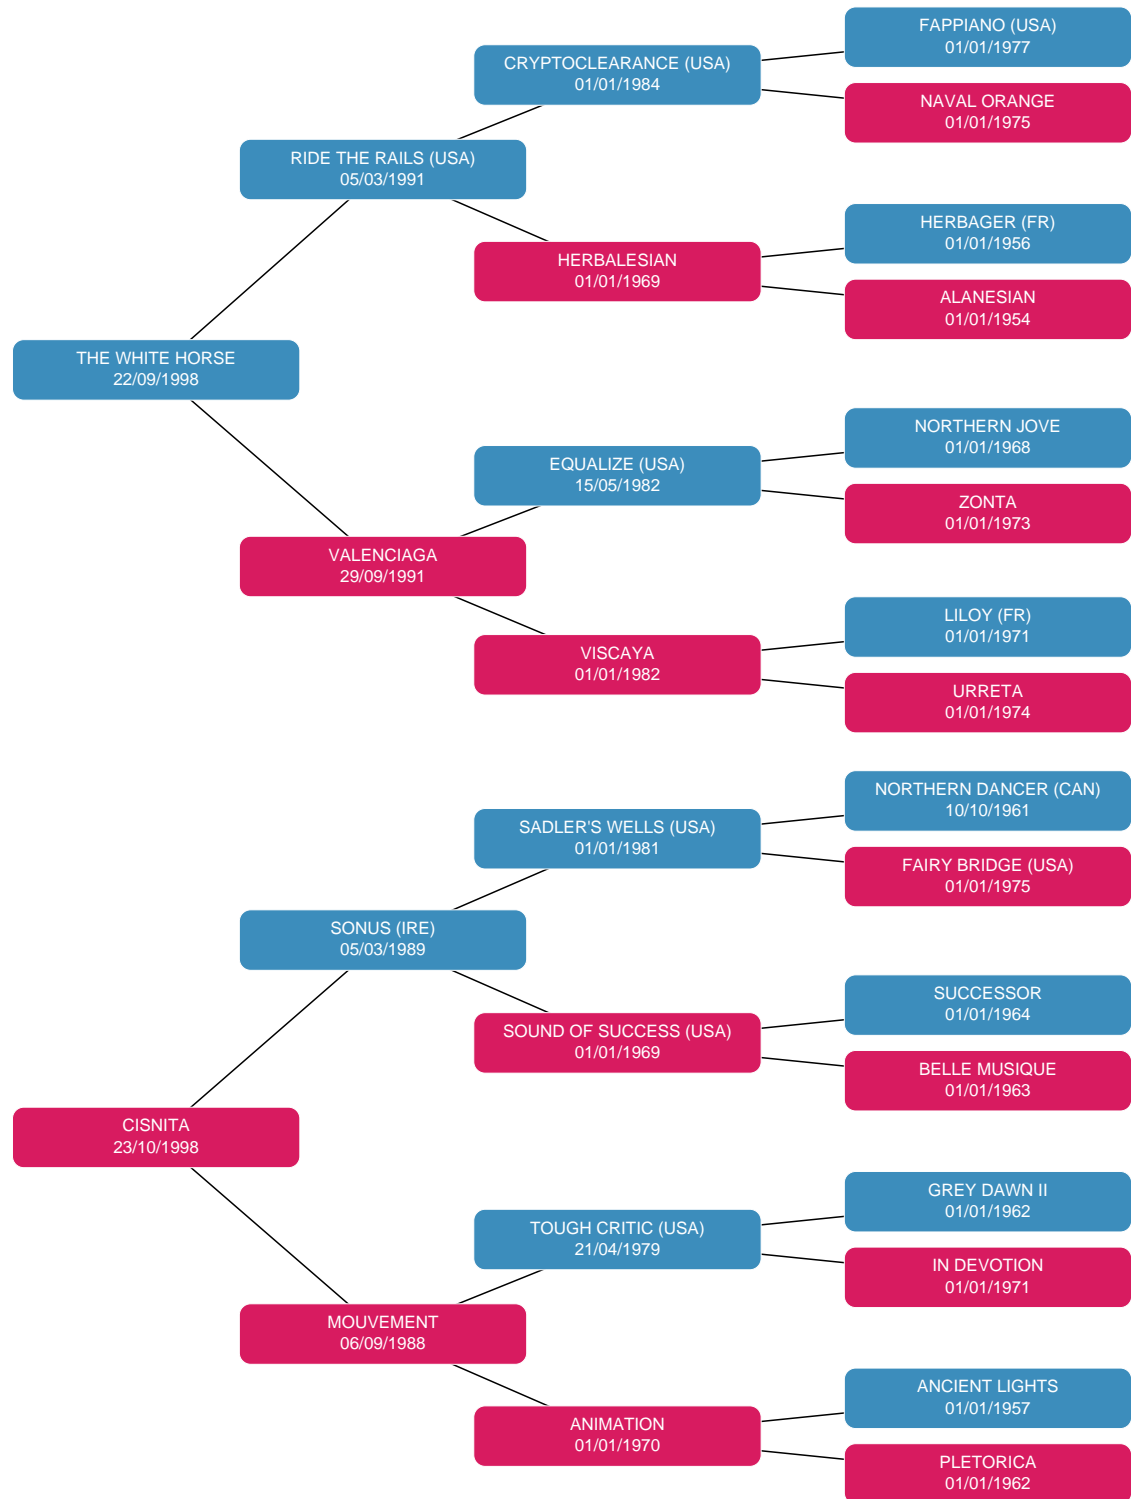 FAPPIANO (USA)
01/01/1977
CRYPTOCLEARANCE (USA)
01/01/1984
NAVAL ORANGE
01/01/1975
RIDE THE RAILS (USA)
05/03/1991
HERBAGER (FR)
01/01/1956
HERBALESIAN
01/01/1969
ALANESIAN
01/01/1954
THE WHITE HORSE
22/09/1998
NORTHERN JOVE
01/01/1968
EQUALIZE (USA)
15/05/1982
ZONTA
01/01/1973
VALENCIAGA
29/09/1991
LILOY (FR)
01/01/1971
VISCAYA
01/01/1982
URRETA
01/01/1974
NORTHERN DANCER (CAN)
10/10/1961
SADLER'S WELLS (USA)
01/01/1981
FAIRY BRIDGE (USA)
01/01/1975
SONUS (IRE)
05/03/1989
SUCCESSOR
01/01/1964
SOUND OF SUCCESS (USA)
01/01/1969
BELLE MUSIQUE
01/01/1963
CISNITA
23/10/1998
GREY DAWN II
01/01/1962
TOUGH CRITIC (USA)
21/04/1979
IN DEVOTION
01/01/1971
MOUVEMENT
06/09/1988
ANCIENT LIGHTS
01/01/1957
ANIMATION
01/01/1970
PLETORICA
01/01/1962